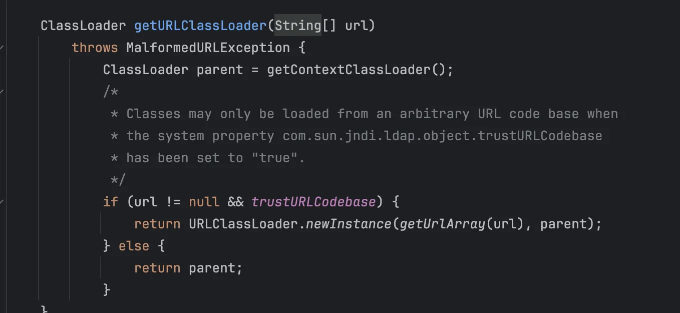 ClassLoader getURLClassLoader(String[] url)
throws MalformedURLException {
ClassLoader parent = getContextClassLoader();
/*
* Classes may only be loaded from an arbitrary URL code base when
* the system property com.sun.jndi.ldap.object.trustURLCodebase
* has been set to "true".
*/
if (url != null && trustURLCodebase) {
return URLClassLoader.newInstance(getUrlArray(url), parent);
} else {
return parent;
}
}